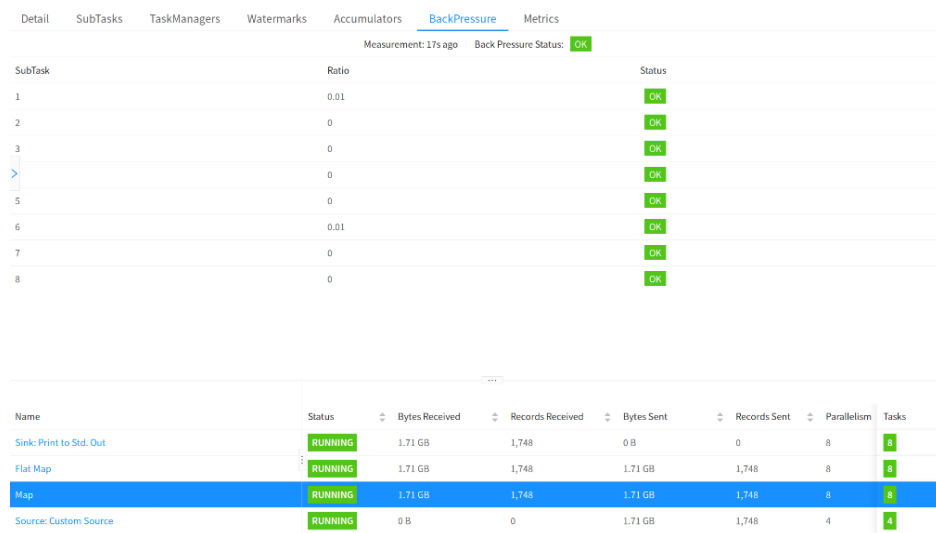 Detail SubTasks TaskManagers Watermarks Accumulators BackPressure Metrics
Measurement: 17s ago Back Pressure Status: OK
SubTask Ratio Status
1 0.01 OK
2 0 OK
3 0 OK
0 OK
5 0 OK
6 0.01 OK
7 0 OK
8 0 OK
Name Status Bytes Received Records Received Bytes Sent Records Sent Parallelism Tasks
Sink: Print to Std. Out RUNNING 1.71 GB 1,748 0 B 0 8 8
Flat Map RUNNING 1.71 GB 1,748 1.71 GB 1,748 8 8
Map RUNNING 1.71 GB 1,748 1.71 GB 1,748 8 8
Source: Custom Source RUNNING 0 B 0 1.71 GB 1,748 4 4